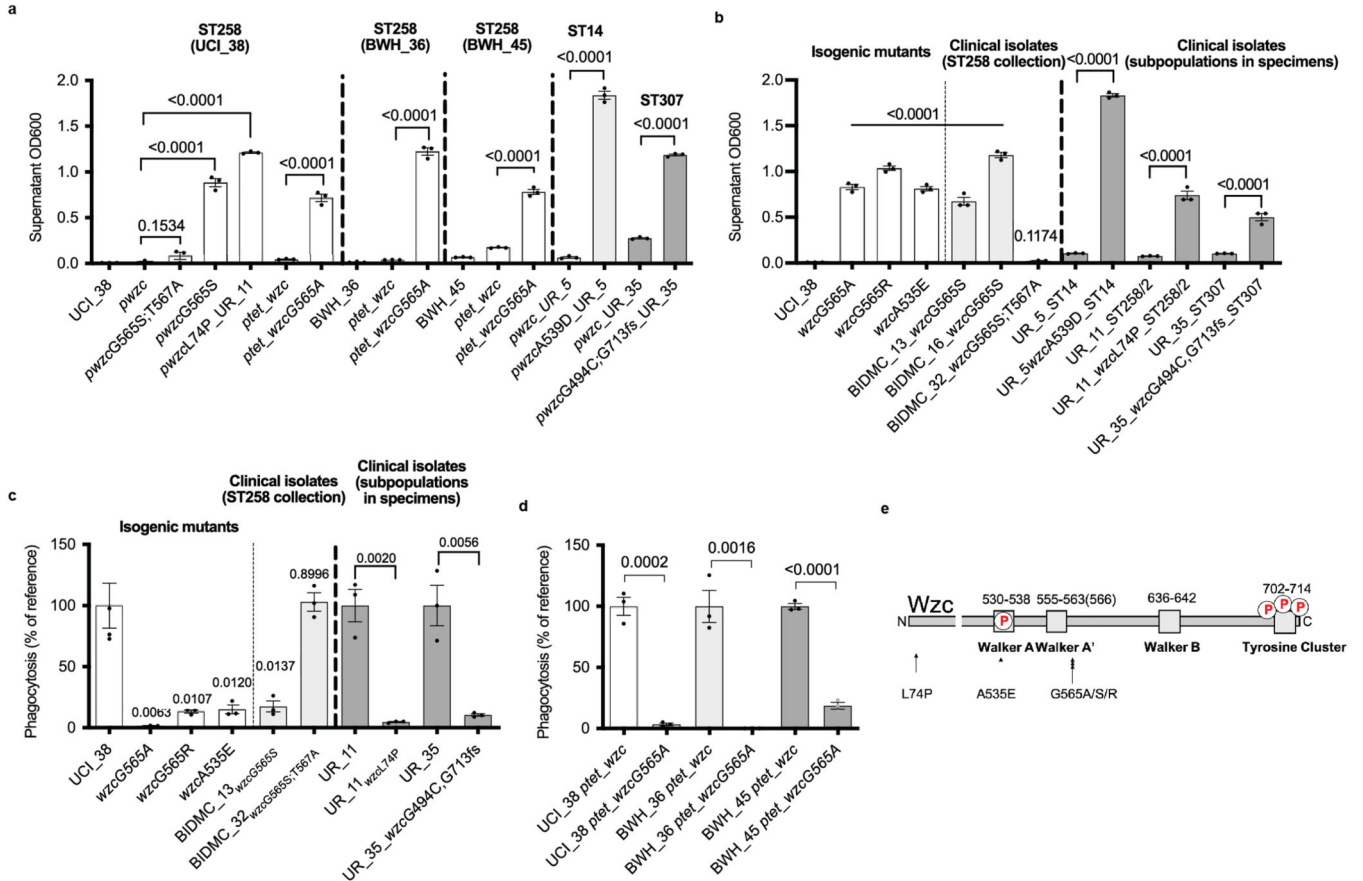 a
ST258
(UCI_38)
ST258
(BWH_36)
ST258
(BWH_45)
ST14
ST307
<0.0001
<0.0001
0.1534
<0.0001
<0.0001
<0.0001
<0.0001
<0.0001
Supernatant OD600
2.0
1.5
1.0
0.5
0.0
UCI_38
pwzc
pwzcG565S;T567A
pwzcG565S
pwzcL74P_UR_11
ptet_wzc
ptet_wzcG565A
BWH_36
ptet_wzc
ptet_wzcG565A
BWH_45
ptet_wzc
ptet_wzcG565A
pwzc_UR_5
pwzcA539D_UR_5
pwzc_UR_35
pwzcG494C;G713fs_UR_35
b
Isogenic mutants
Clinical isolates
(ST258 collection)
Clinical isolates
(subpopulations in specimens)
<0.0001
0.1174
<0.0001
<0.0001
<0.0001
Supernatant OD600
2.0
1.5
1.0
0.5
0.0
UCI_38
wzcG565A
wzcG565R
wzcA535E
BIDMC_13_wzcG565S
BIDMC_16_wzcG565S
BIDMC_32_wzcG565S;T567A
UR_5_ST14
UR_5wzcA539D_ST14
UR_11_ST258/2
UR_11_wzcL74P_ST258/2
UR_35_ST307
UR_35_wzcG494C,G713fs_ST307
c
Isogenic mutants
Clinical isolates
(ST258 collection)
Clinical isolates
(subpopulations
in specimens)
0.0063
0.0107
0.0120
0.0137
0.8996
0.0020
0.0056
Phagocytosis (% of reference)
150
100
50
0
UCI_38
wzcG565A
wzcG565R
wzcA535E
BIDMC_13wzcG565S
BIDMC_32wzcG565S;T567A
UR_11
UR_11wzcL74P
UR_35
UR_35_wzcG494C,G713fs
d
0.0002
0.0016
<0.0001
Phagocytosis (% of reference)
150
100
50
0
UCI_38 ptet_wzc
UCI_38 ptet_wzcG565A
BWH_36 ptet_wzc
BWH_36 ptet_wzcG565A
BWH_45 ptet_wzc
BWH_45 ptet_wzcG565A
e
Wzc
530-538
555-563(566)
636-642
702-714
N
P
P
P
P
C
Walker A
Walker A'
Walker B
Tyrosine Cluster
L74P
A535E
G565A/S/R